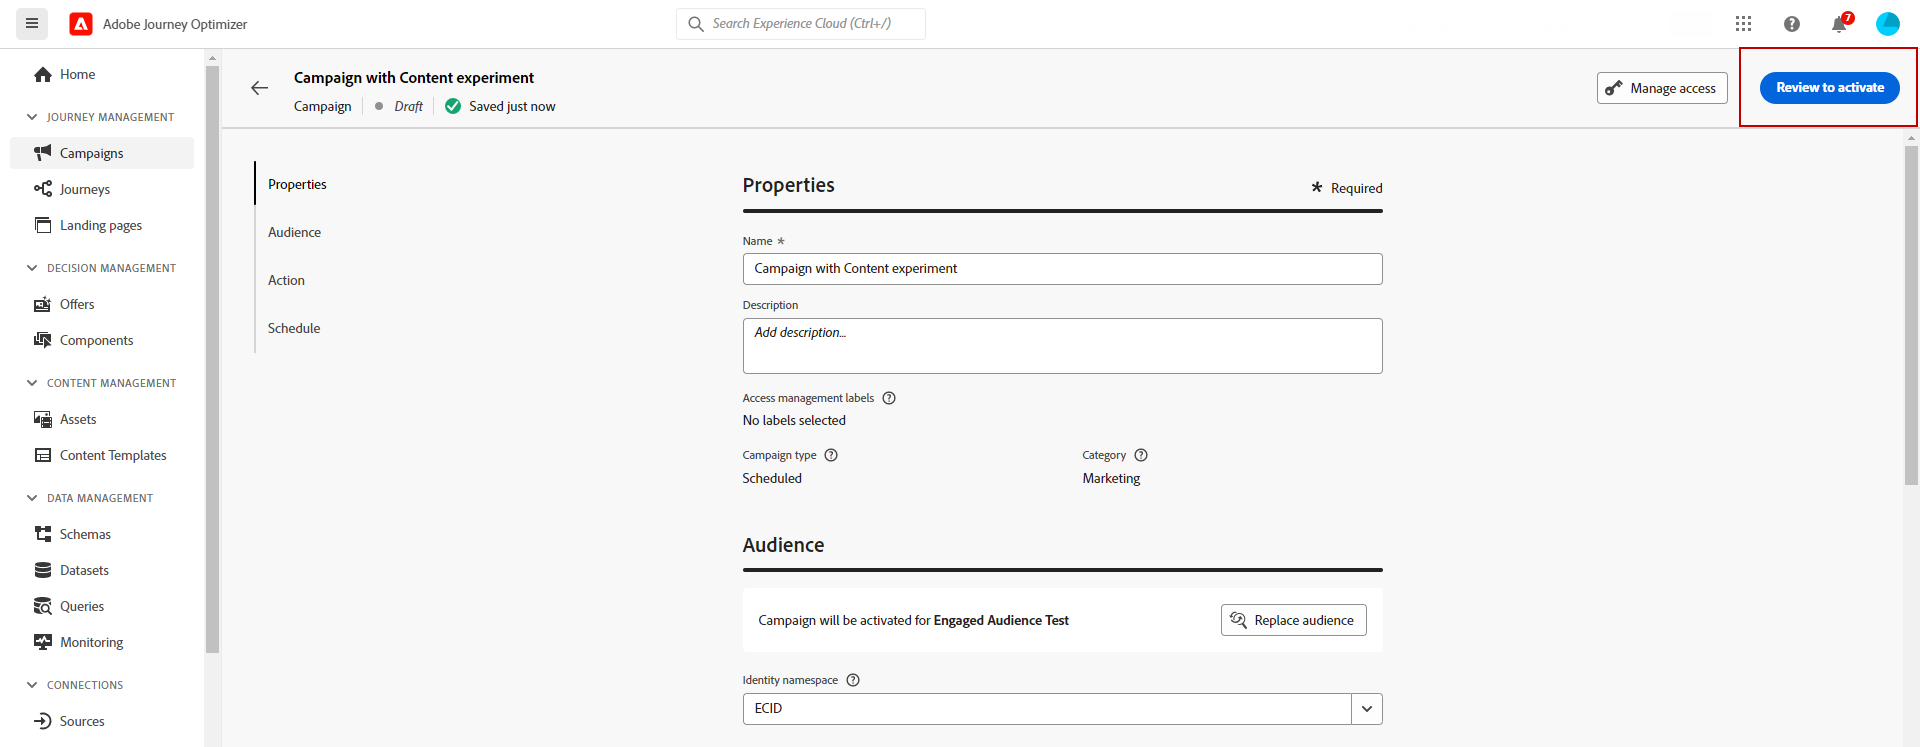 Adobe Journey Optimizer
Search Experience Cloud (Ctrl+/)
7
Home
JOURNEY MANAGEMENT
Campaigns
Journeys
Landing pages
DECISION MANAGEMENT
Offers
Components
CONTENT MANAGEMENT
Assets
Content Templates
DATA MANAGEMENT
Schemas
Datasets
Queries
Monitoring
CONNECTIONS
Sources
Campaign with Content experiment
Campaign Draft Saved just now
Manage access
Review to activate
Properties
Audience
Action
Schedule
Properties
* Required
Name *
Campaign with Content experiment
Description
Add description...
Access management labels
No labels selected
Campaign type
Scheduled
Category
Marketing
Audience
Campaign will be activated for Engaged Audience Test
Replace audience
Identity namespace
ECID